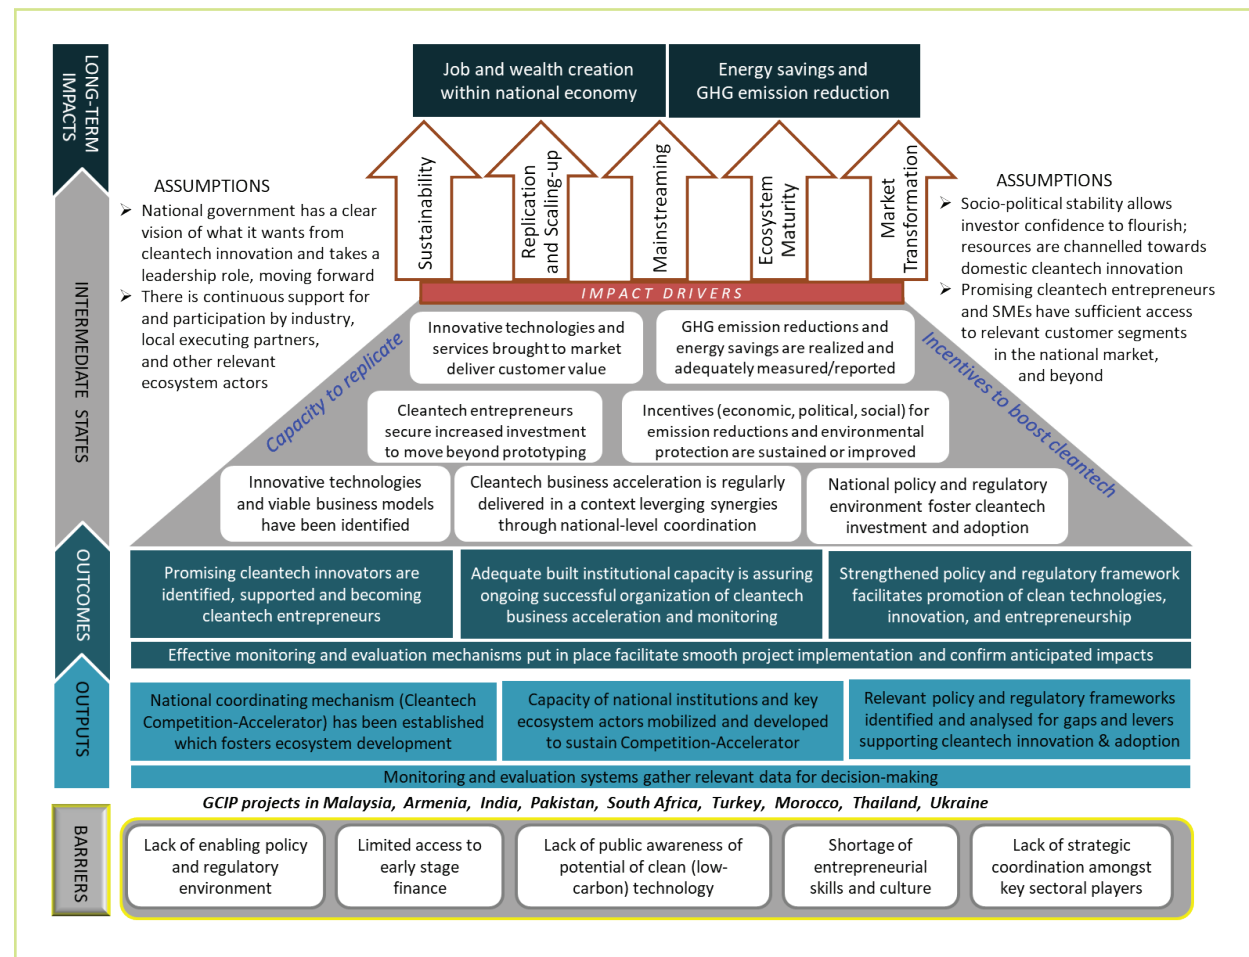 LONG-TERM
IMPACTS
Job and wealth creation
within national economy
Energy savings and
GHG emission reduction
Sustainability
Replication
and Scaling-up
Mainstreaming
Ecosystem
Maturity
Market
Transformation
IMPACT DRIVERS
ASSUMPTIONS
➢ National government has a clear
vision of what it wants from
cleantech innovation and takes a
leadership role, moving forward
➢ There is continuous support for
and participation by industry,
local executing partners,
and other relevant
ecosystem actors
ASSUMPTIONS
➢ Socio-political stability allows
investor confidence to flourish;
resources are channelled towards
domestic cleantech innovation
➢ Promising cleantech entrepreneurs
and SMEs have sufficient access
to relevant customer segments
in the national market,
and beyond
INTERMEDIATE STATES
Capacity to replicate
Incentives to boost cleantech
Innovative technologies and
services brought to market
deliver customer value
GHG emission reductions and
energy savings are realized and
adequately measured/reported
Cleantech entrepreneurs
secure increased investment
to move beyond prototyping
Incentives (economic, political, social) for
emission reductions and environmental
protection are sustained or improved
Innovative technologies
and viable business models
have been identified
Cleantech business acceleration is regularly
delivered in a context leverging synergies
through national-level coordination
National policy and regulatory
environment foster cleantech
investment and adoption
OUTCOMES
Promising cleantech innovators are
identified, supported and becoming
cleantech entrepreneurs
Adequate built institutional capacity is assuring
ongoing successful organization of cleantech
business acceleration and monitoring
Strengthened policy and regulatory framework
facilitates promotion of clean technologies,
innovation, and entrepreneurship
Effective monitoring and evaluation mechanisms put in place facilitate smooth project implementation and confirm anticipated impacts
OUTPUTS
National coordinating mechanism (Cleantech
Competition-Accelerator) has been established
which fosters ecosystem development
Capacity of national institutions and key
ecosystem actors mobilized and developed
to sustain Competition-Accelerator
Relevant policy and regulatory frameworks
identified and analysed for gaps and levers
supporting cleantech innovation & adoption
Monitoring and evaluation systems gather relevant data for decision-making
GCIP projects in Malaysia, Armenia, India, Pakistan, South Africa, Turkey, Morocco, Thailand, Ukraine
BARRIERS
Lack of enabling policy
and regulatory
environment
Limited access to
early stage
finance
Lack of public awareness of
potential of clean (low-
carbon) technology
Shortage of
entrepreneurial
skills and culture
Lack of strategic
coordination amongst
key sectoral players